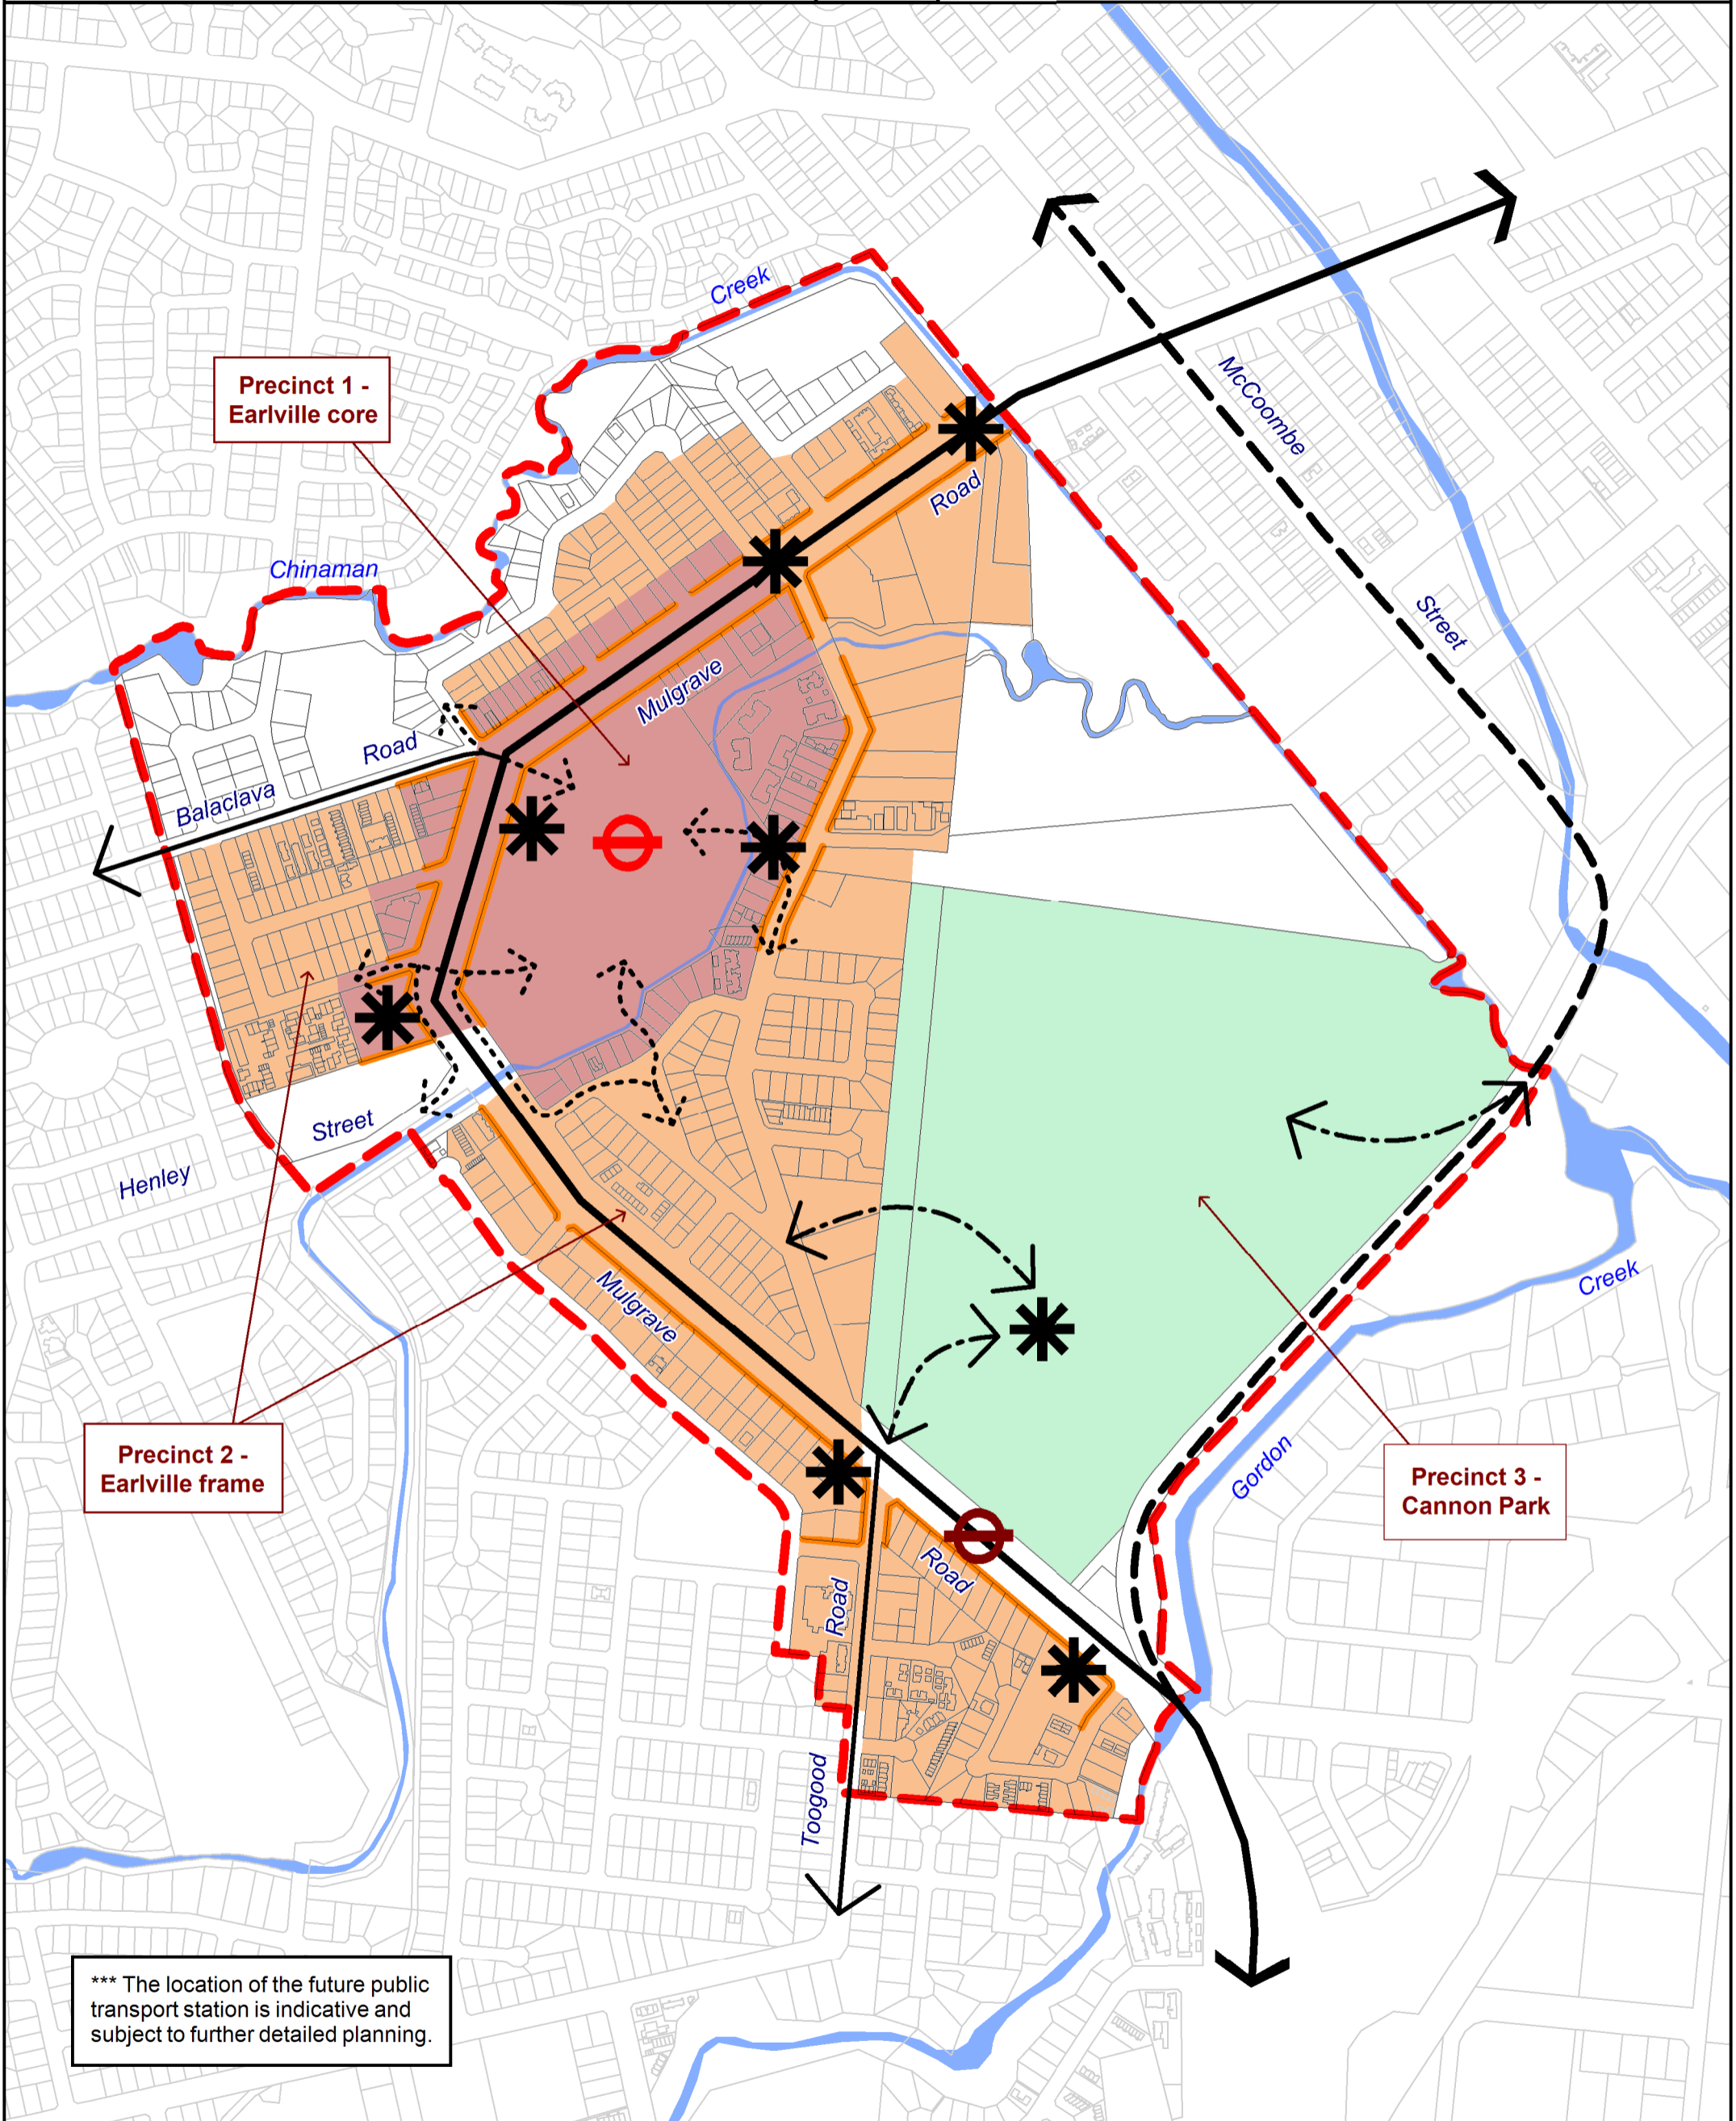 Creek
McCoombe
Precinct 1 -
Earlville core
Road
Chinaman
Street
Mulgrave
Road
Balaclava
Street
Henley
Creek
Mulgrave
Precinct 2 -
Earlville frame
Gordon
Precinct 3 -
Cannon Park
Road
Road
Toogood
*** The location of the future public
transport station is indicative and
subject to further detailed planning.